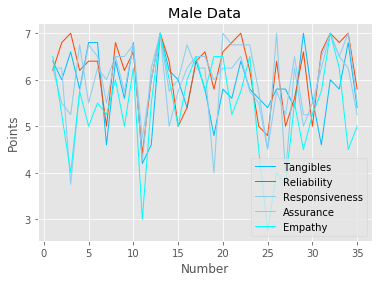 Male Data
7
6
5
4
3
Points
0
5
10
15
20
25
30
35
Number
Tangibles
Reliability
Responsiveness
Assurance
Empathy